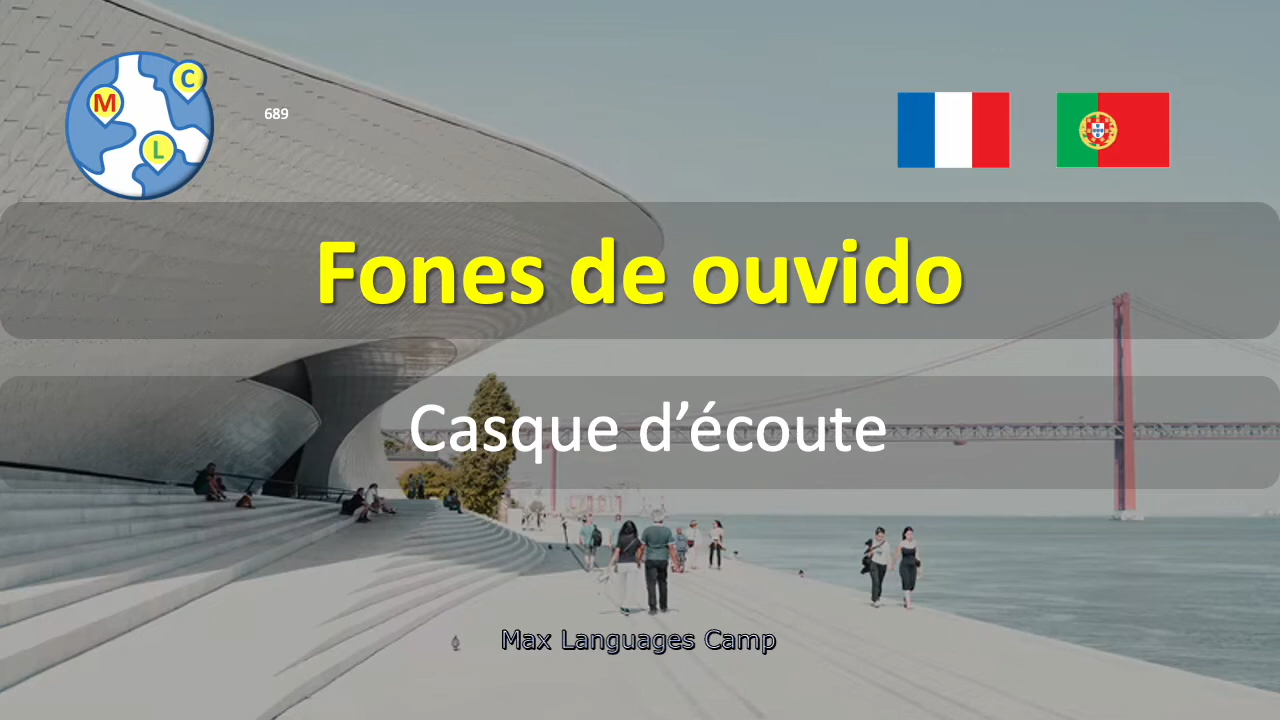 C
M
L
689
Fones de ouvido
Casque d’écoute
Max Languages Camp